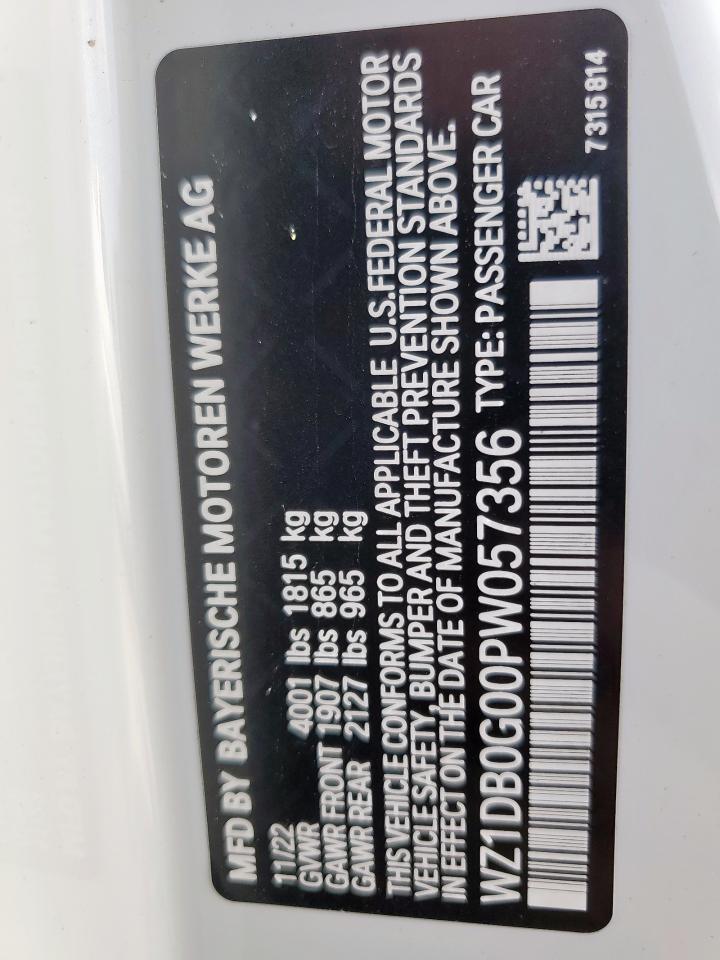 MFD BY BAYERISCHE MOTOREN WERKE AG
11/22
GVWR 4001 lbs 1815 kg
GAWR FRONT 1907 lbs 865 kg
GAWR REAR 2127 lbs 965 kg
THIS VEHICLE CONFORMS TO ALL APPLICABLE U.S.FEDERAL MOTOR
VEHICLE SAFETY, BUMPER AND THEFT PREVENTION STANDARDS
IN EFFECT ON THE DATE OF MANUFACTURE SHOWN ABOVE.
WZ1DB0G00PW057356 TYPE: PASSENGER CAR
7 315 814